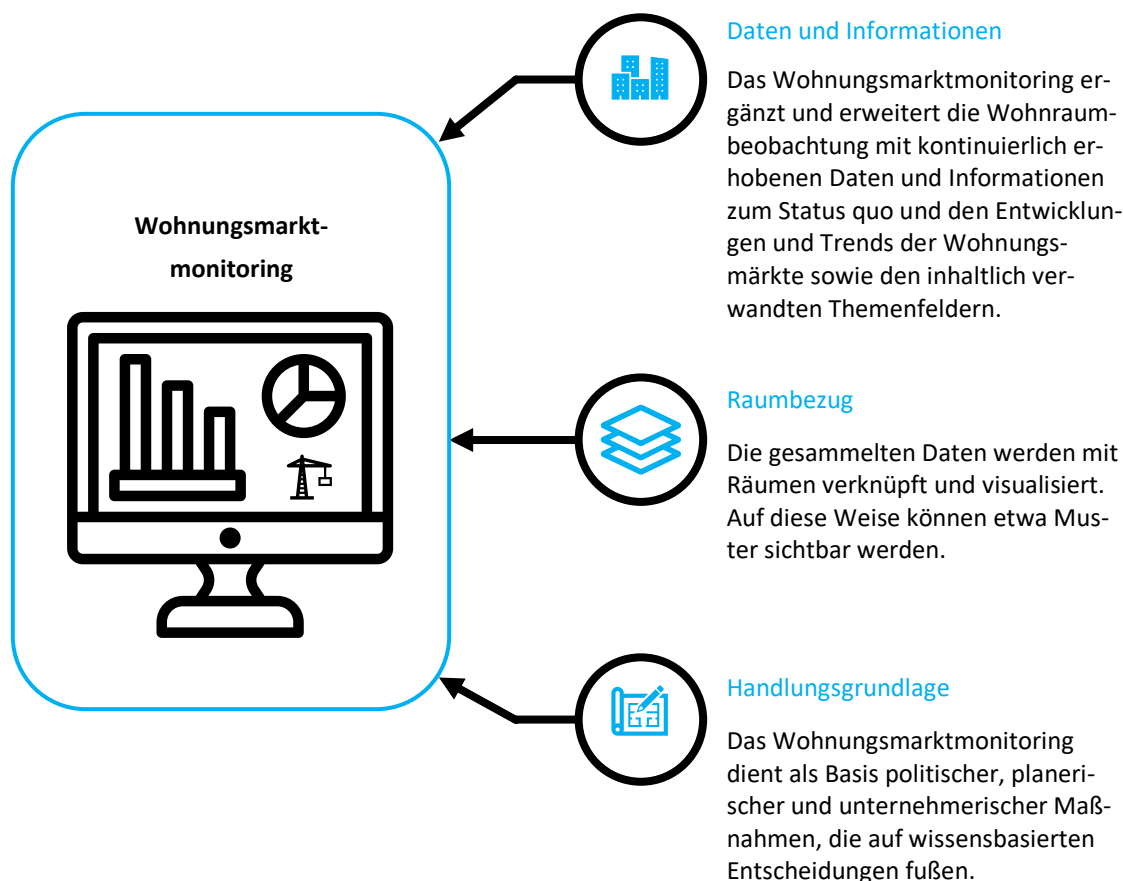 Wohnungsmarkt-
monitoring
Daten und Informationen
Das Wohnungsmarktmonitoring er-
gänzt und erweitert die Wohnraum-
beobachtung mit kontinuierlich er-
hobenen Daten und Informationen
zum Status quo und den Entwicklun-
gen und Trends der Wohnungs-
märkte sowie den inhaltlich ver-
wandten Themenfeldern.
Raumbezug
Die gesammelten Daten werden mit
Räumen verknüpft und visualisiert.
Auf diese Weise können etwa Mus-
ter sichtbar werden.
Handlungsgrundlage
Das Wohnungsmarktmonitoring
dient als Basis politischer, planeri-
scher und unternehmerischer Maß-
nahmen, die auf wissensbasierten
Entscheidungen fußen.